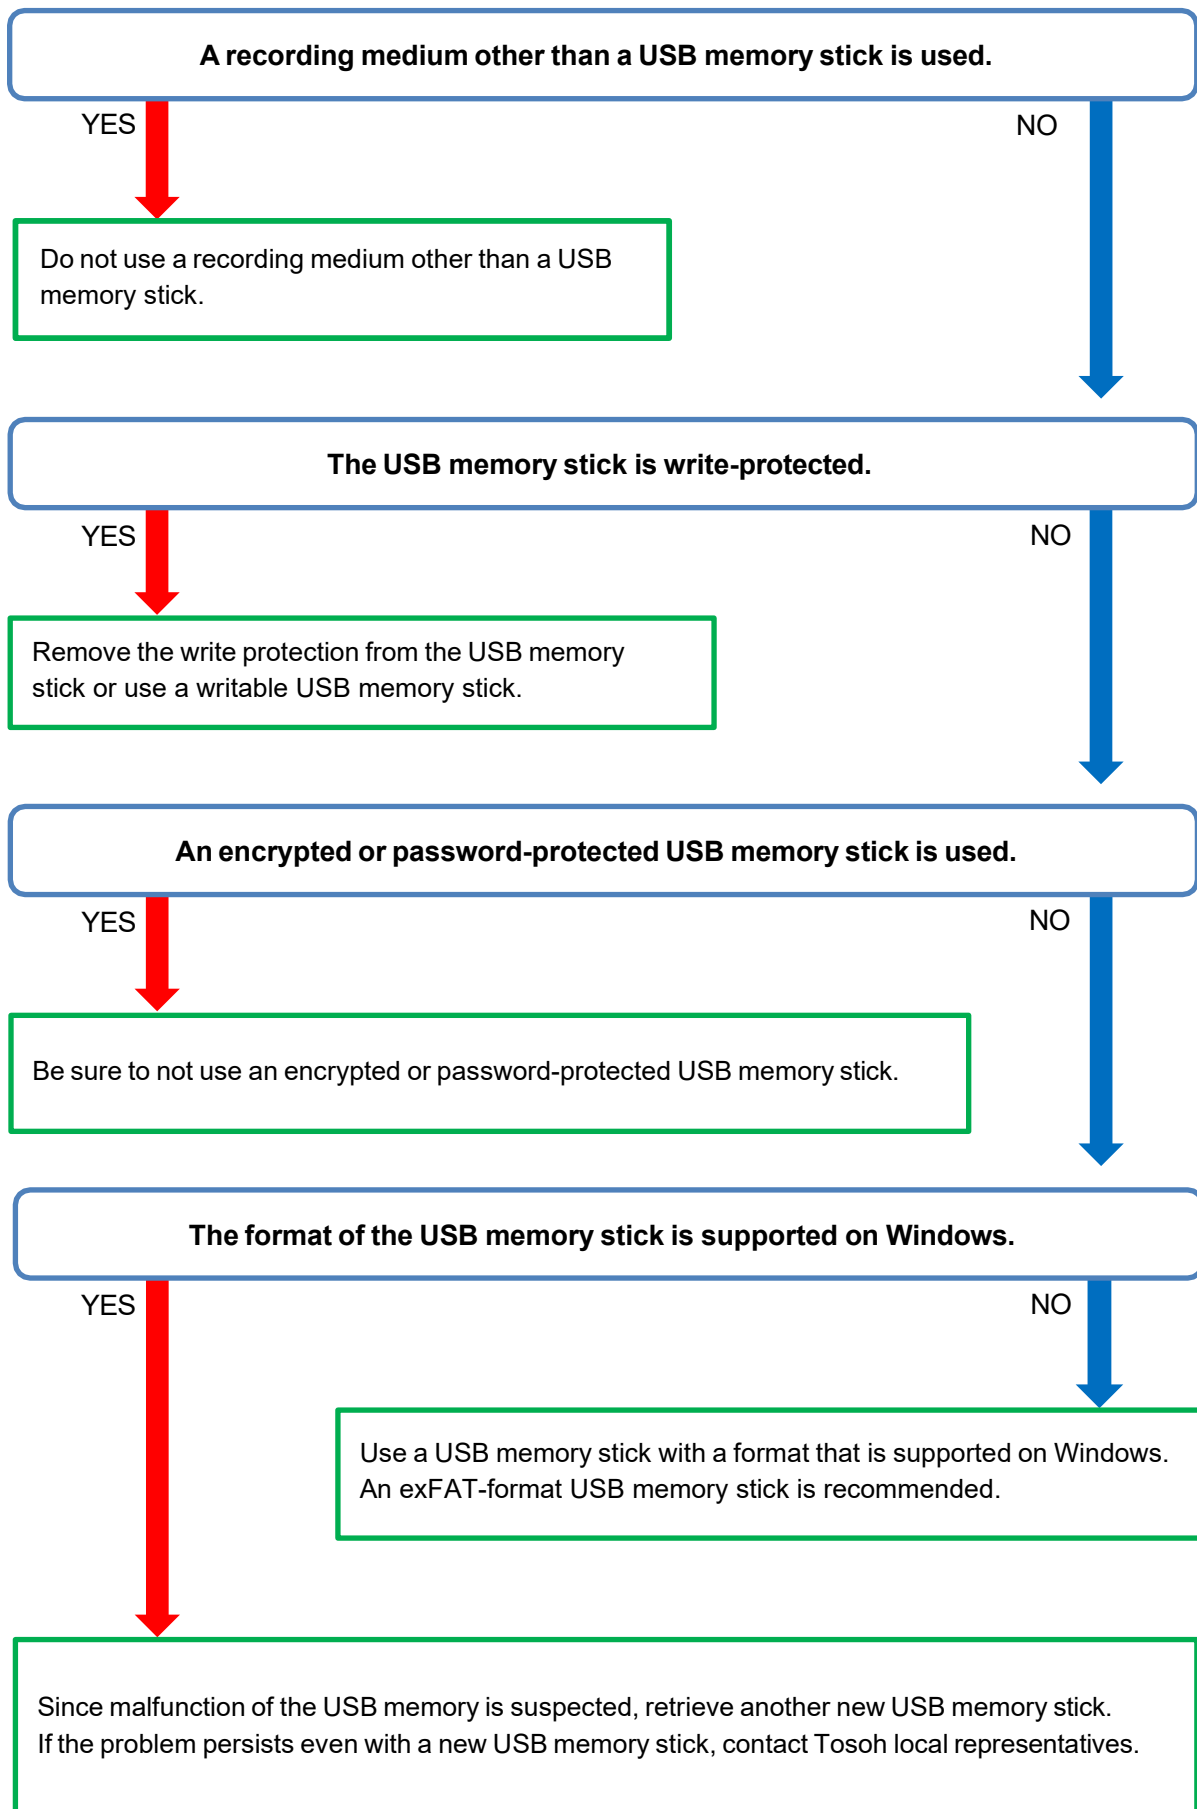 A recording medium other than a USB memory stick is used.
YES
NO
Do not use a recording medium other than a USB
memory stick.
The USB memory stick is write-protected.
YES
NO
Remove the write protection from the USB memory
stick or use a writable USB memory stick.
An encrypted or password-protected USB memory stick is used.
YES
NO
Be sure to not use an encrypted or password-protected USB memory stick.
The format of the USB memory stick is supported on Windows.
YES
NO
Use a USB memory stick with a format that is supported on Windows.
An exFAT-format USB memory stick is recommended.
Since malfunction of the USB memory is suspected, retrieve another new USB memory stick.
If the problem persists even with a new USB memory stick, contact Tosoh local representatives.